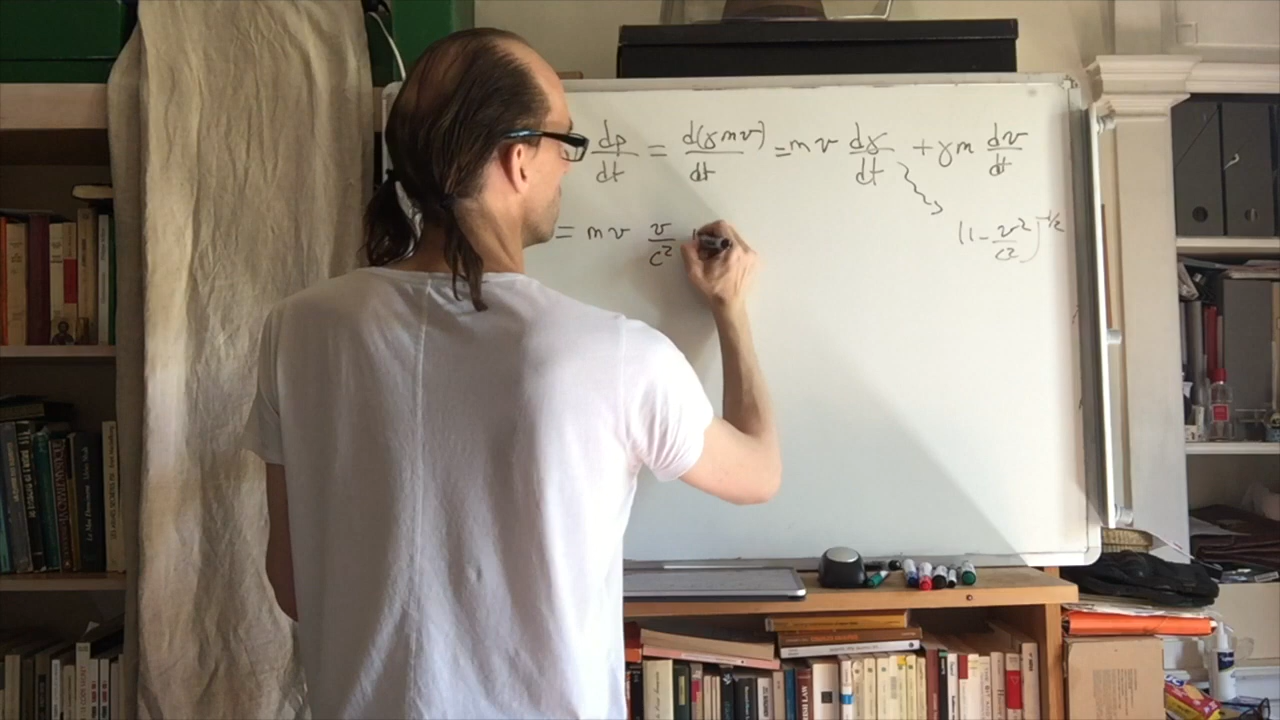 dp/dt = d(γmv)/dt = mv dγ/dt + γm dv/dt
= mv v/c² (1 - v²/c²)^-1/2